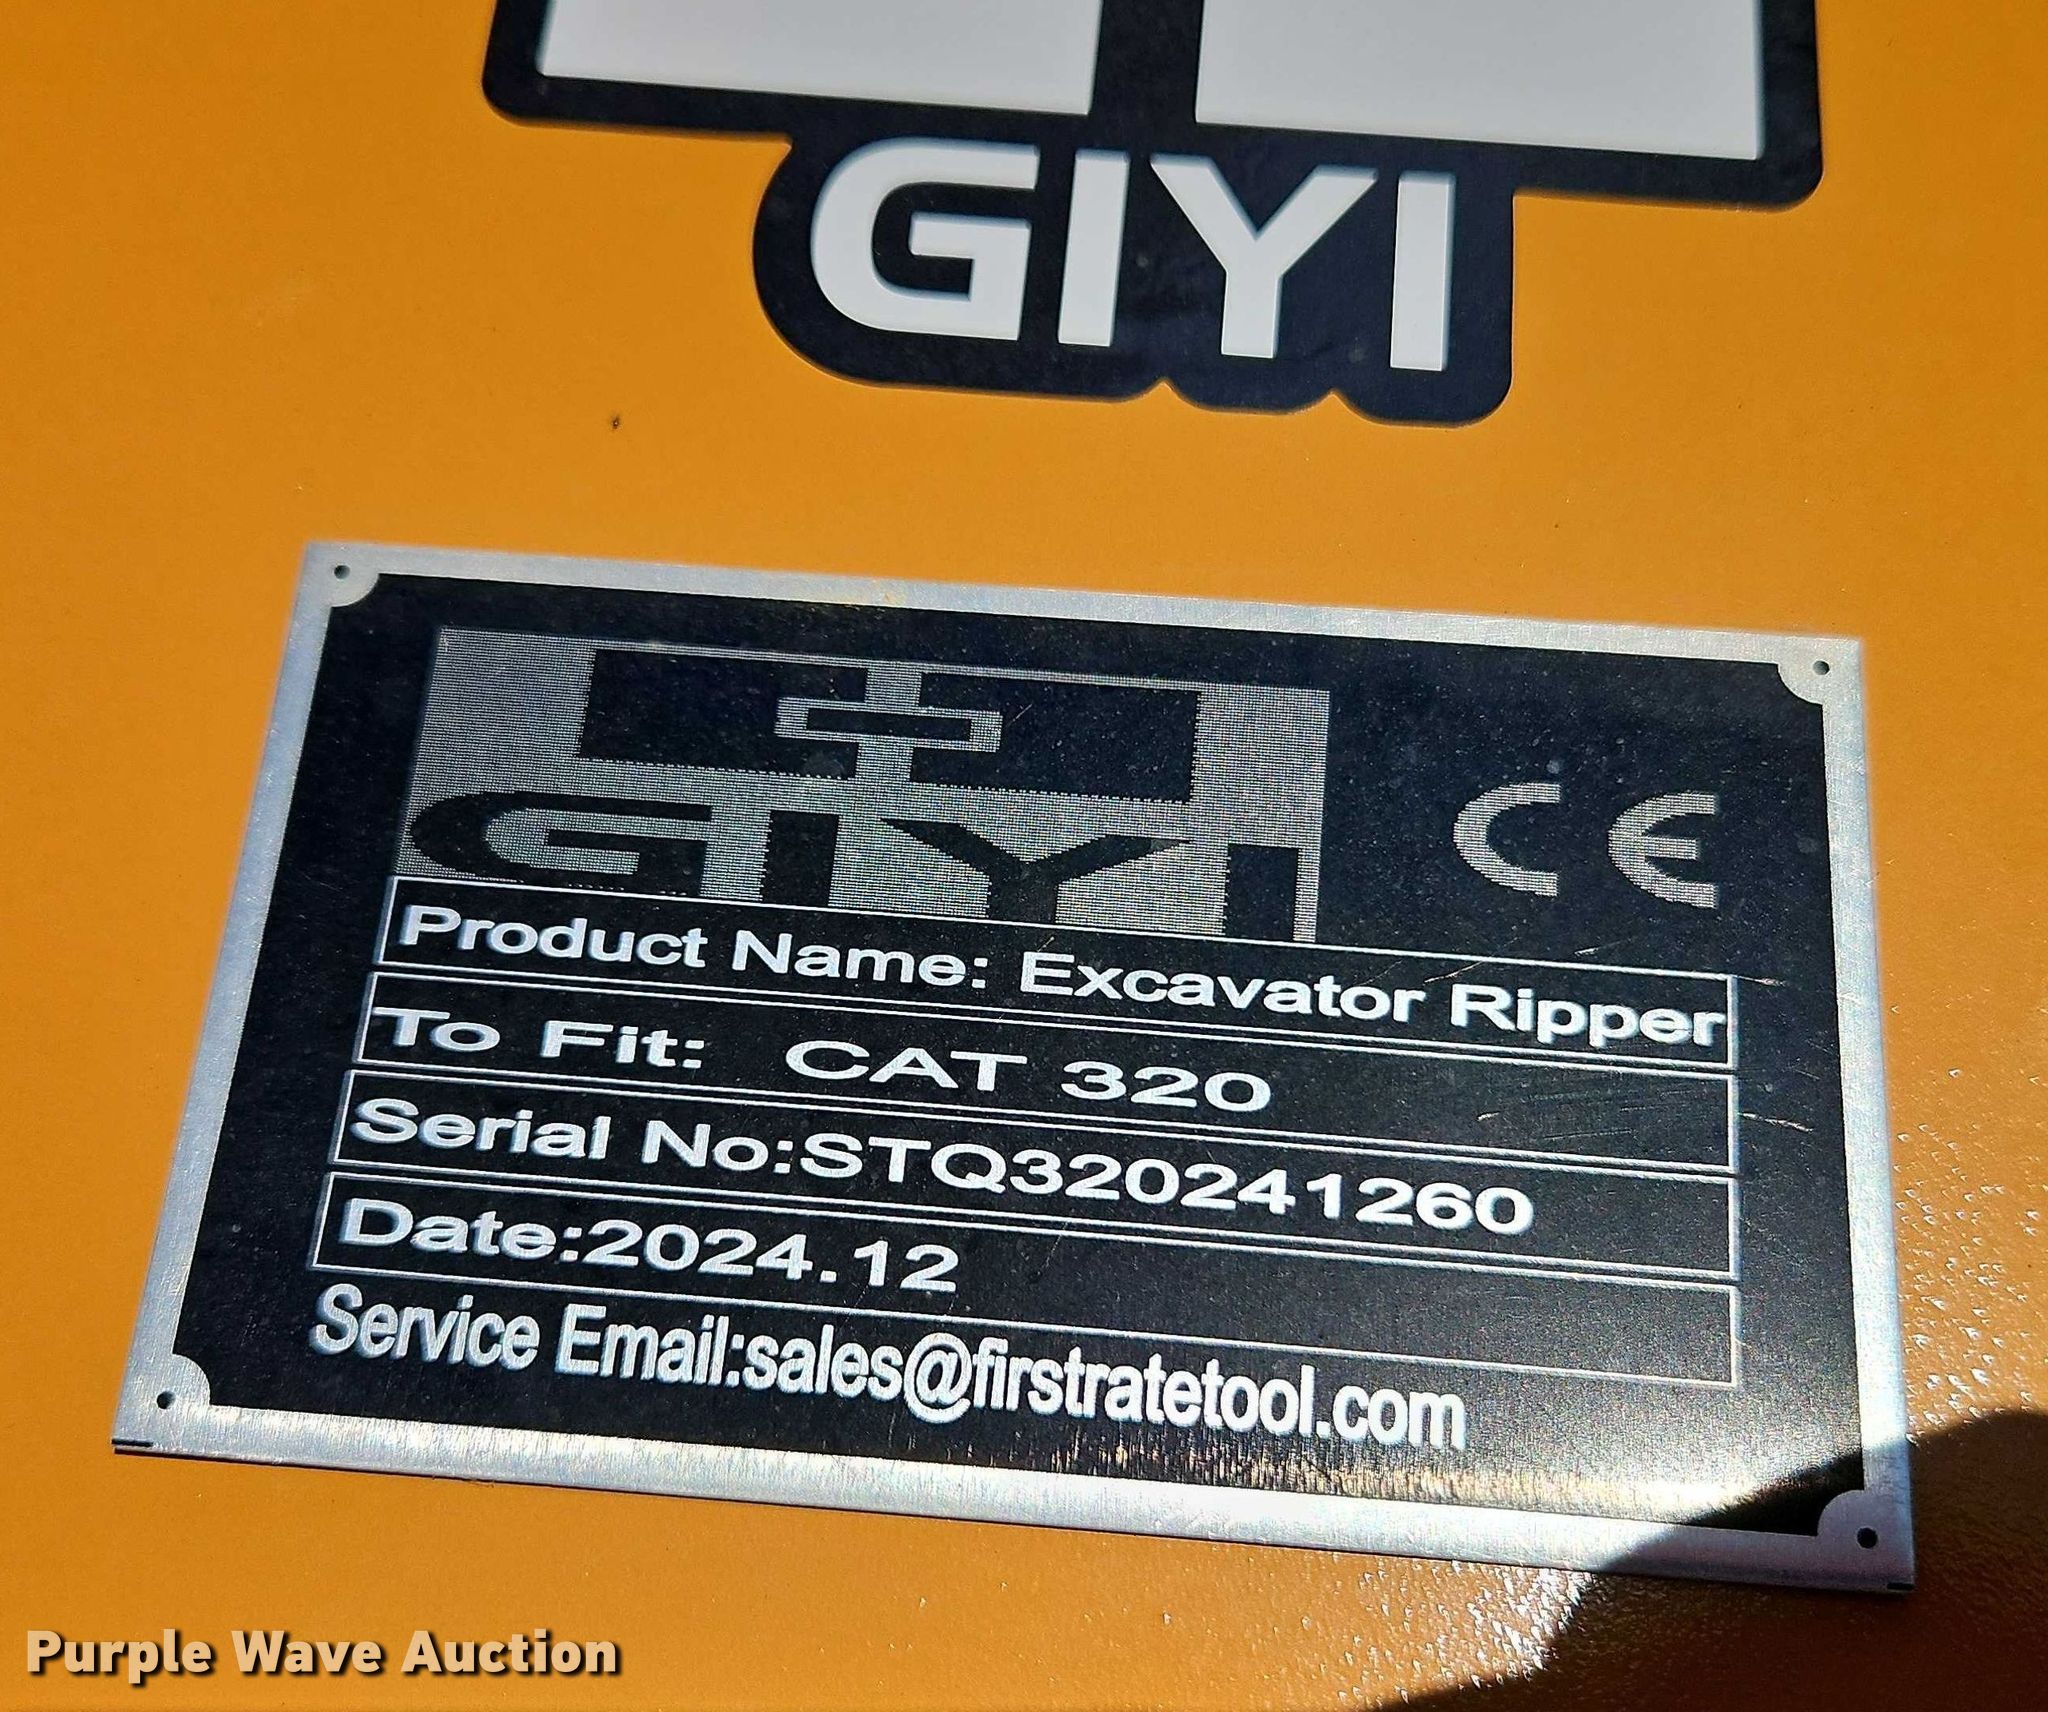 GIYI
GIYI
CE
Product Name: Excavator Ripper
To Fit: CAT 320
Serial No:STQ320241260
Date:2024.12
Service Email:sales@firstratetool.com
Purple Wave Auction